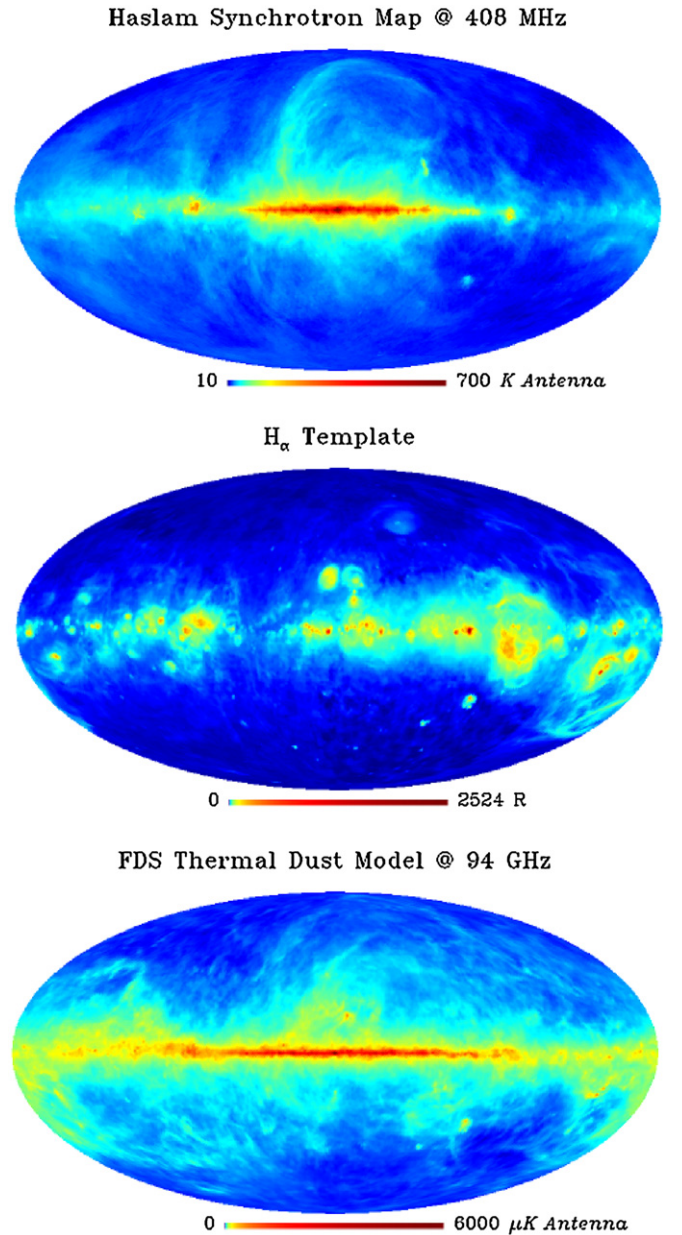 Haslam Synchrotron Map @ 408 MHz
10 700 K Antenna
Hα Template
0 2524 R
FDS Thermal Dust Model @ 94 GHz
0 6000 μK Antenna